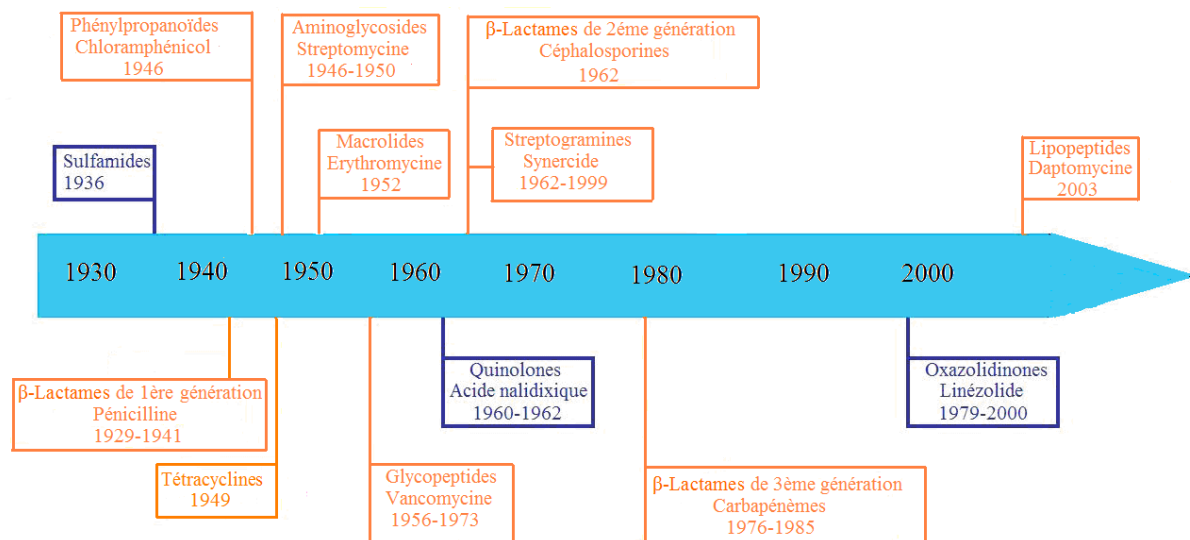 Phénylpropanoïdes
Chloramphénicol
1946
Aminoglycosides
Streptomycine
1946-1950
β-Lactames de 2éme génération
Céphalosporines
1962
Sulfamides
1936
Macrolides
Erythromycine
1952
Streptogramines
Synercide
1962-1999
Lipopeptides
Daptomycine
2003
1930
1940
1950
1960
1970
1980
1990
2000
β-Lactames de 1ère génération
Pénicilline
1929-1941
Tétracyclines
1949
Glycopeptides
Vancomycine
1956-1973
Quinolones
Acide nalidixique
1960-1962
β-Lactames de 3ème génération
Carbapénèmes
1976-1985
Oxazolidinones
Linézolide
1979-2000